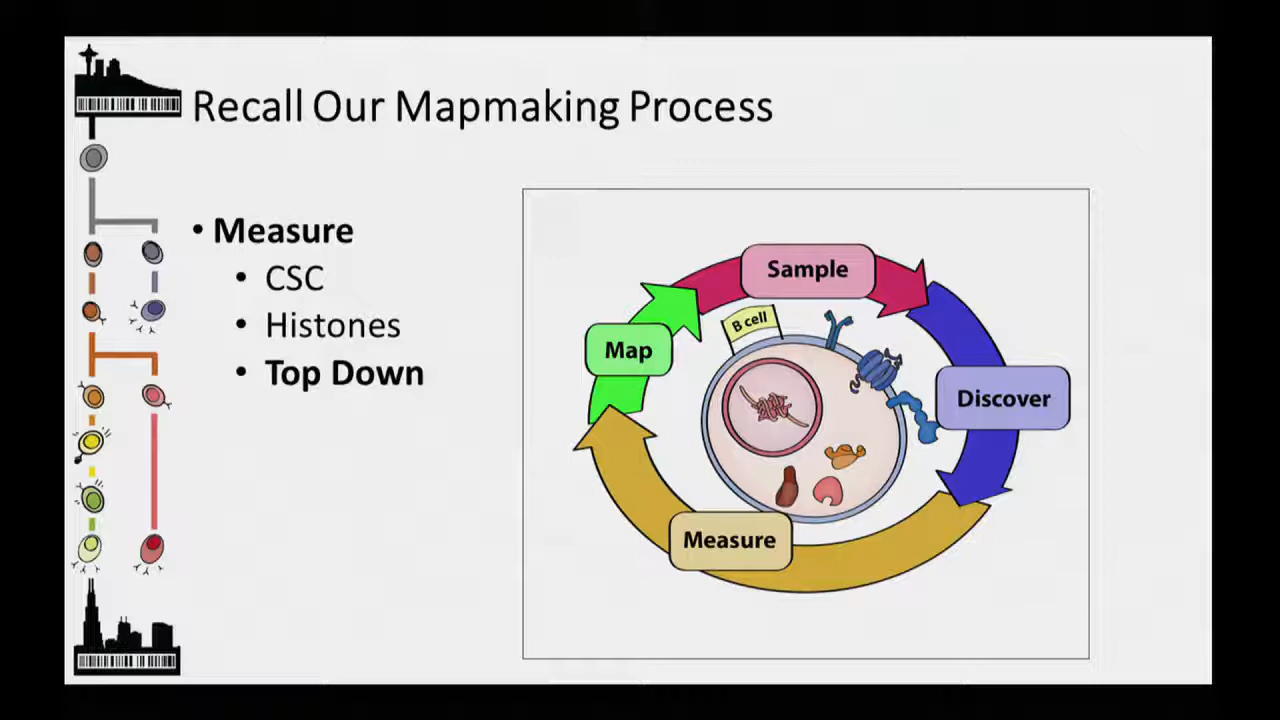 Recall Our Mapmaking Process
• Measure
• CSC
• Histones
• Top Down
Sample
B cell
Map
Discover
Measure